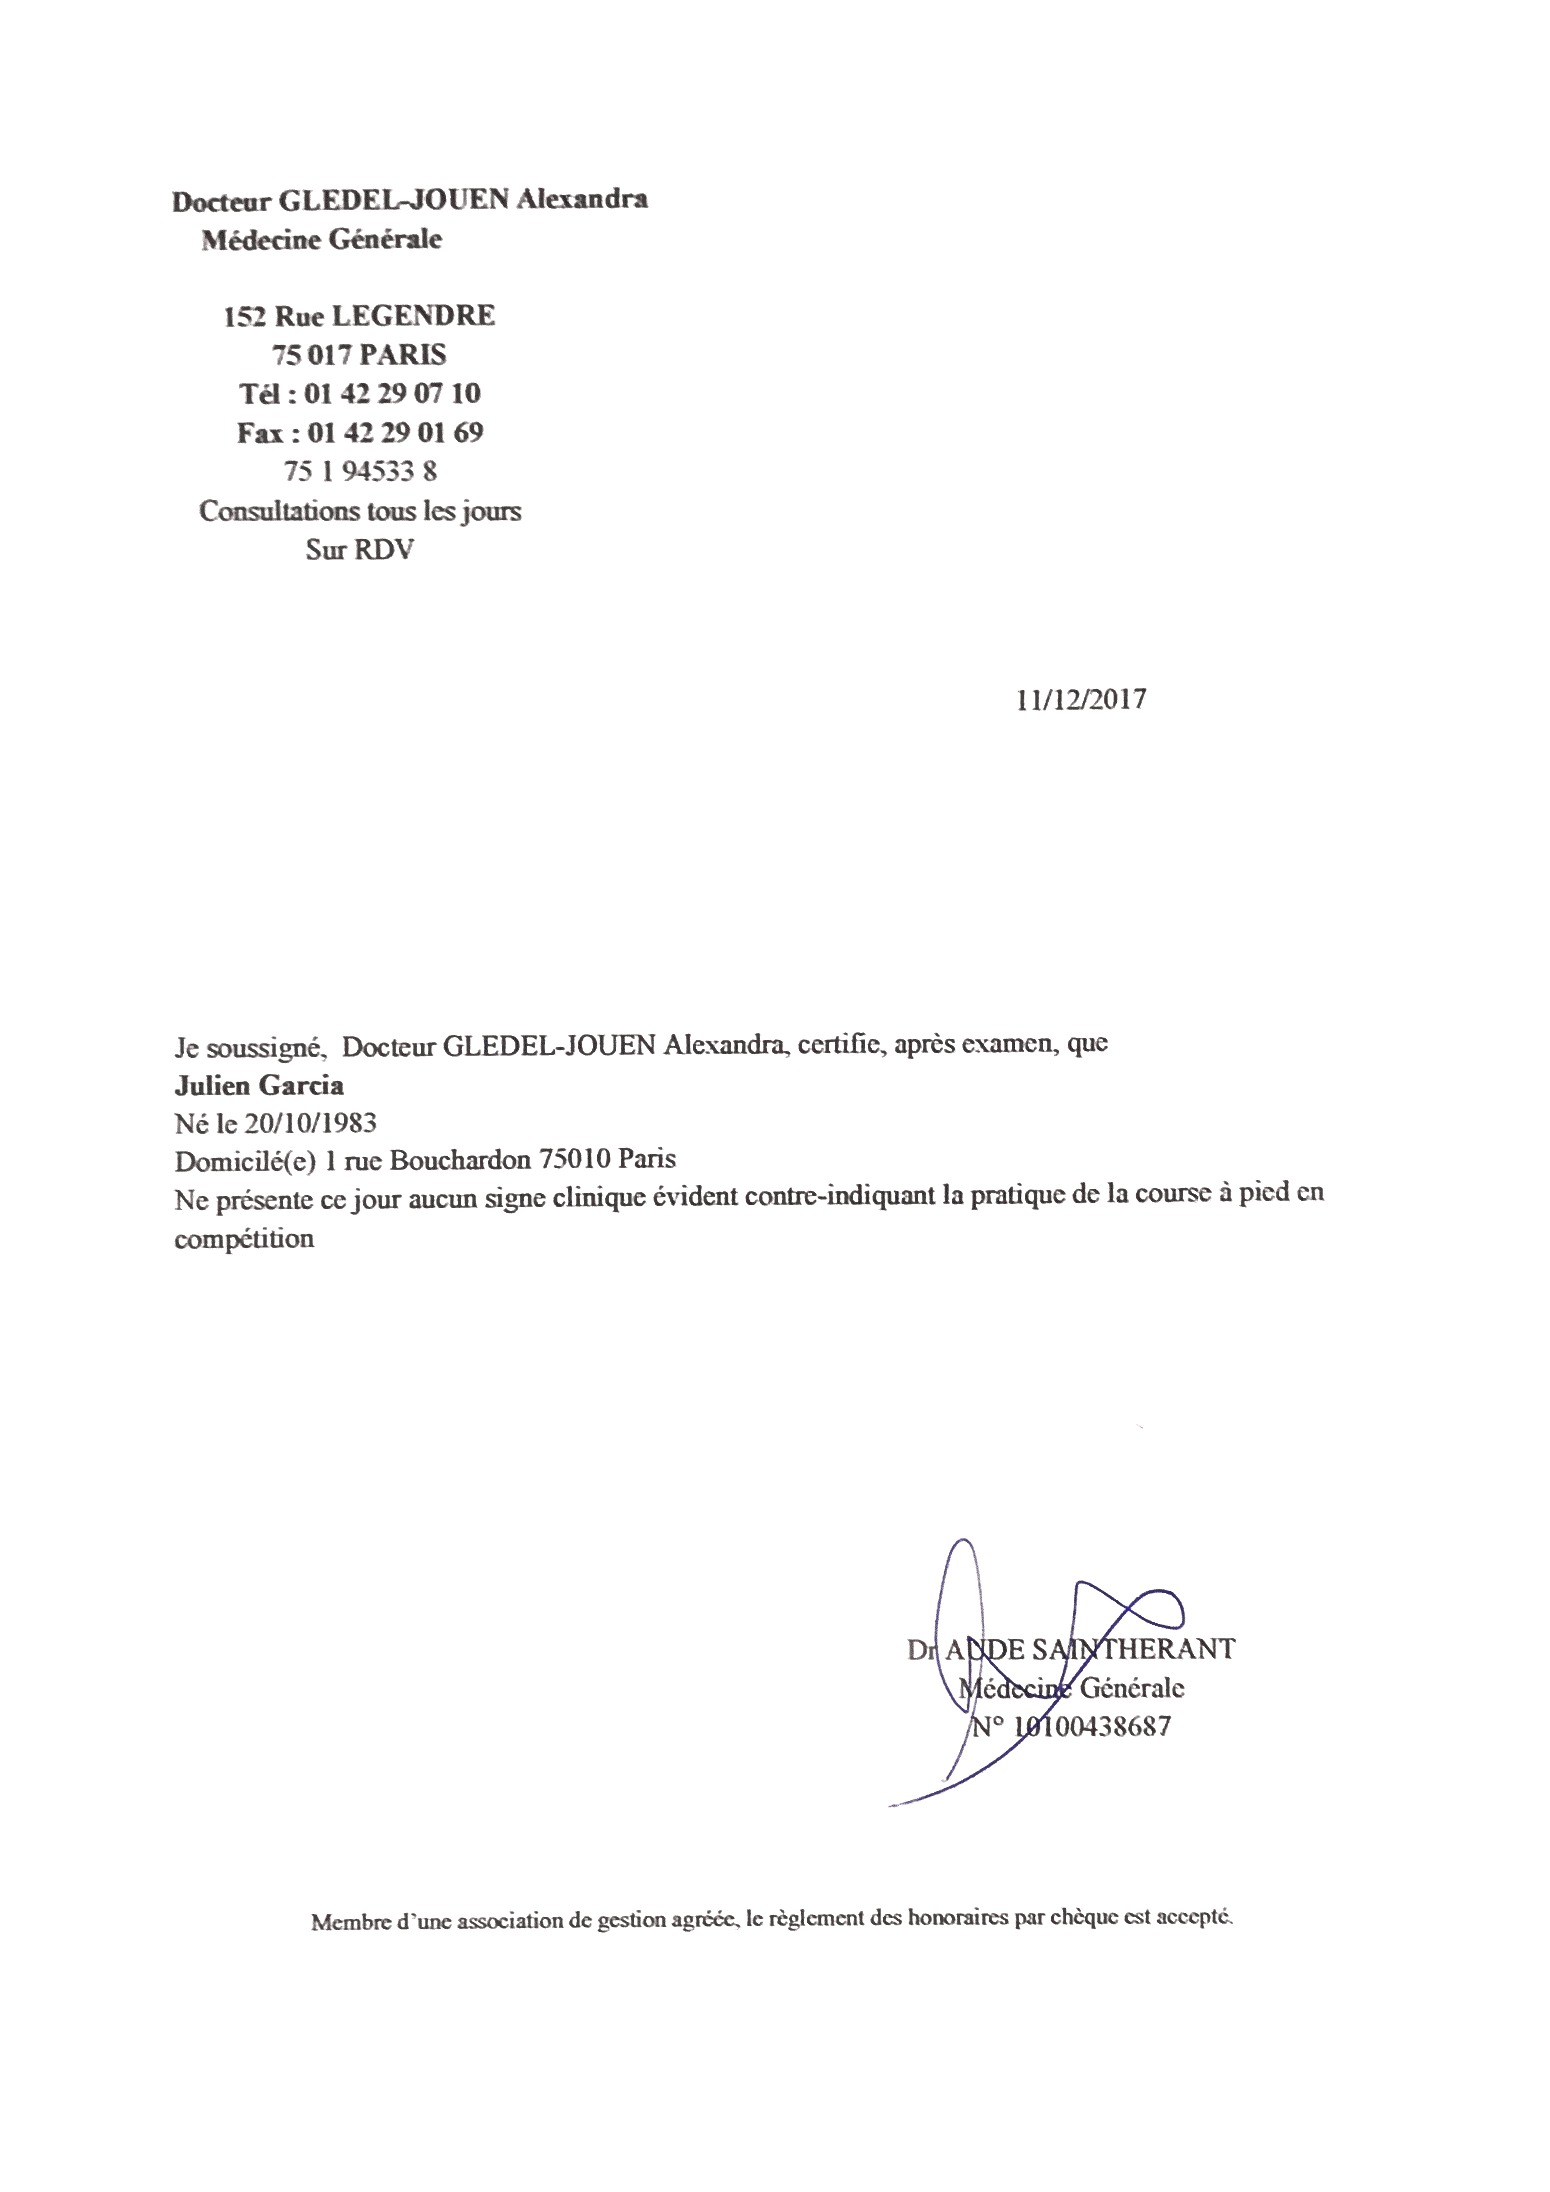 Docteur GLEDEL-JOUEN Alexandra
Médecine Générale
152 Rue LEGENDRE
75 017 PARIS
Tél : 01 42 29 07 10
Fax : 01 42 29 01 69
75 1 94533 8
Consultations tous les jours
Sur RDV
11/12/2017
Je soussigné, Docteur GLEDEL-JOUEN Alexandra, certifie, après examen, que
Julien Garcia
Né le 20/10/1983
Domicilé(e) 1 rue Bouchardon 75010 Paris
Ne présente ce jour aucun signe clinique évident contre-indiquant la pratique de la course à pied en
compétition
Dr AUDE SAINTHERANT
Médecine Générale
N° 10100438687
Membre d'une association de gestion agréée, le règlement des honoraires par chèque est accepté.